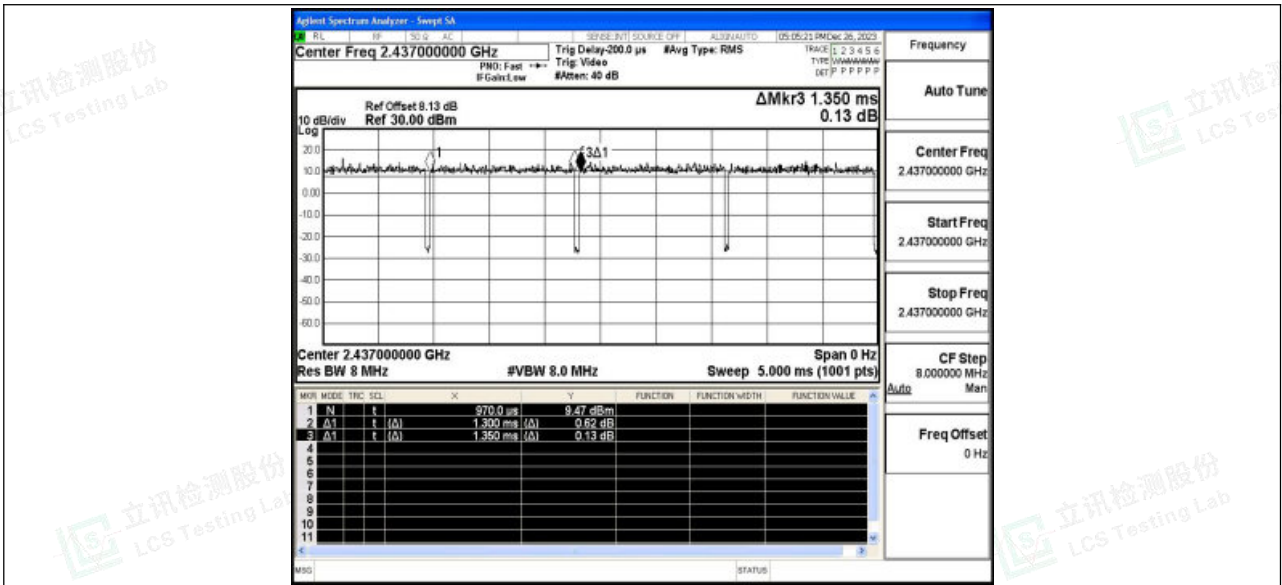 Agilent Spectrum Analyzer - Swept SA
RL RF 50 Ω AC SENSE:INT SOURCE OFF ALIGNAUTO 05:05:21 PM Dec 26, 2023
Center Freq 2.437000000 GHz
PNO: Fast
IFGain:Low
Trig Delay-200.0 µs
Trig: Video
#Atten: 40 dB
#Avg Type: RMS
TRACE 1 2 3 4 5 6
TYPE
DET P P P P P P
Frequency
Auto Tune
Center Freq
2.437000000 GHz
Start Freq
2.437000000 GHz
Stop Freq
2.437000000 GHz
CF Step
8.000000 MHz
Auto Man
Freq Offset
0 Hz
ΔMkr3 1.350 ms
0.13 dB
Ref Offset 8.13 dB
10 dB/div Ref 30.00 dBm
Log
20.0
10.0
0.00
-10.0
-20.0
-30.0
-40.0
-50.0
-60.0
1
3Δ1
Center 2.437000000 GHz Span 0 Hz
Res BW 8 MHz #VBW 8.0 MHz Sweep 5.000 ms (1001 pts)
MKR MODE TRC SCL X Y FUNCTION FUNCTION WIDTH FUNCTION VALUE
1 N t 970.0 µs 9.47 dBm
2 Δ1 t (Δ) 1.300 ms (Δ) 0.62 dB
3 Δ1 t (Δ) 1.350 ms (Δ) 0.13 dB
4
5
6
7
8
9
10
11
MSG STATUS
立讯检测股份
LCS Testing Lab
立讯检测
LCS Tes
立讯检测股份
LCS Testing Lab
立讯检测股份
LCS Testing Lab